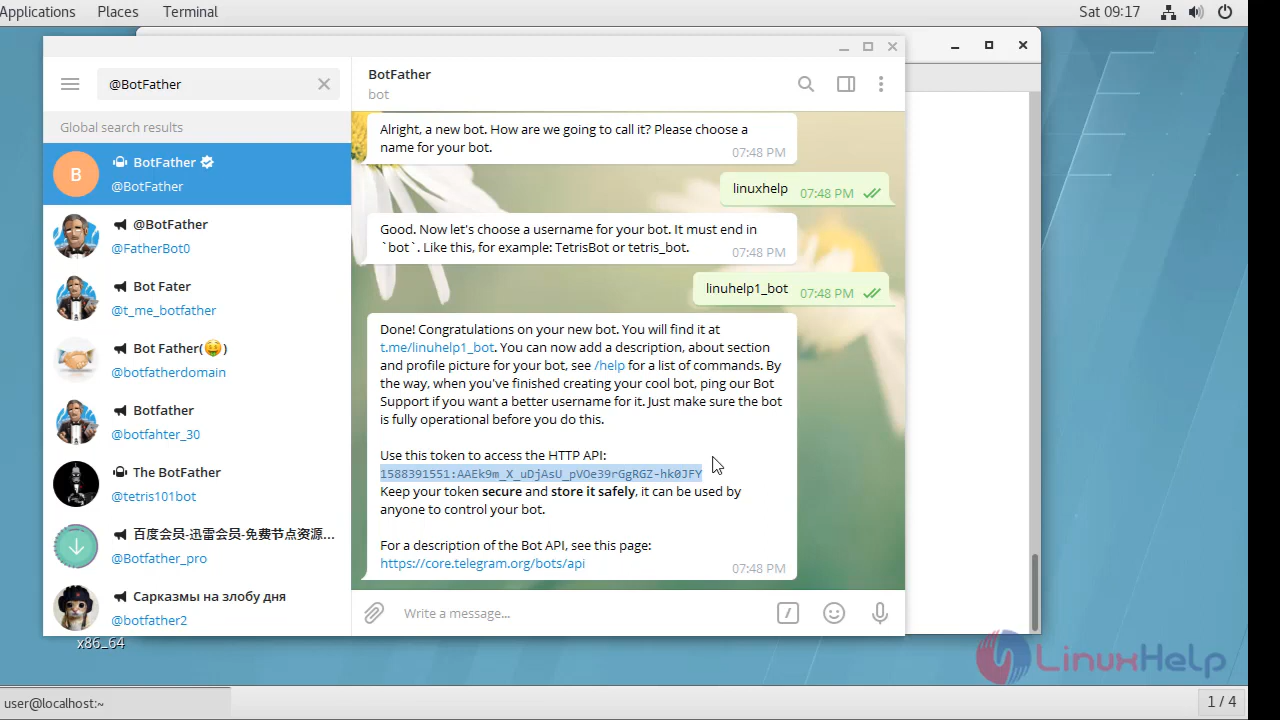 Applications Places Terminal Sat 09:17
@BotFather
Global search results
B
BotFather
@BotFather
@BotFather
@FatherBot0
Bot Fater
@t_me_botfather
Bot Father(🤑)
@botfatherdomain
Botfather
@botfahter_30
The BotFather
@tetris101bot
百度会员-迅雷会员-免费节点资源...
@Botfather_pro
Сарказмы на злобу дня
@botfather2
BotFather
bot
Alright, a new bot. How are we going to call it? Please choose a
name for your bot.
07:48 PM
linuxhelp 07:48 PM
Good. Now let's choose a username for your bot. It must end in
`bot`. Like this, for example: TetrisBot or tetris_bot.
07:48 PM
linuhelp1_bot 07:48 PM
Done! Congratulations on your new bot. You will find it at
t.me/linuhelp1_bot. You can now add a description, about section
and profile picture for your bot, see /help for a list of commands. By
the way, when you've finished creating your cool bot, ping our Bot
Support if you want a better username for it. Just make sure the bot
is fully operational before you do this.
Use this token to access the HTTP API:
1588391551:AAEk9m_X_uDjAsU_pVOe39rGgRGZ-hk0JFY
Keep your token secure and store it safely, it can be used by
anyone to control your bot.
For a description of the Bot API, see this page:
https://core.telegram.org/bots/api
07:48 PM
Write a message...
x86_64
LinuxHelp
user@localhost:~
1 / 4